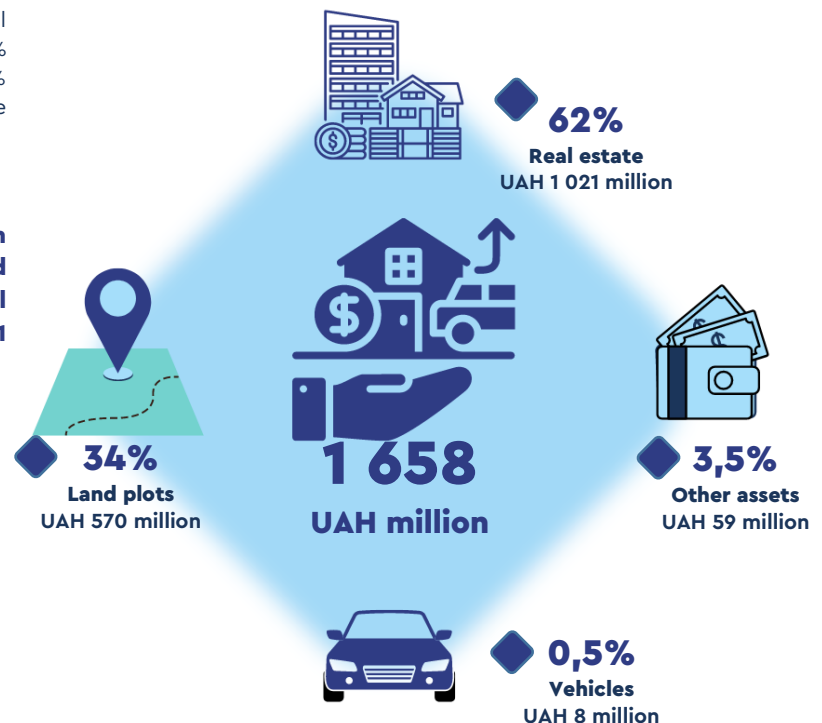 l
%
%
e
n
d
l
1
62%
Real estate
UAH 1 021 million
34%
Land plots
UAH 570 million
1 658
UAH million
3,5%
Other assets
UAH 59 million
0,5%
Vehicles
UAH 8 million